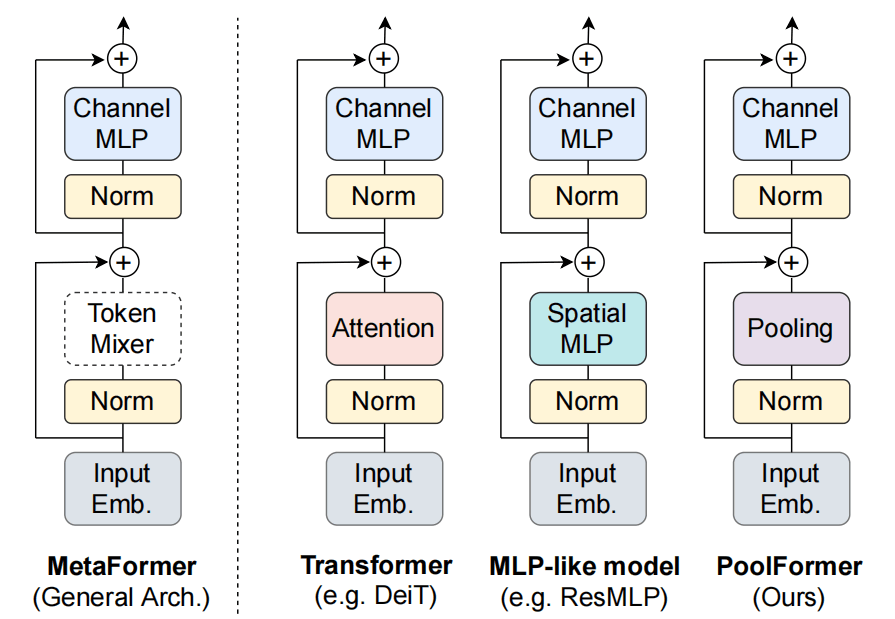 +
Channel
MLP
Norm
+
Token
Mixer
Norm
Input
Emb.
MetaFormer
(General Arch.)
+
Channel
MLP
Norm
+
Attention
Norm
Input
Emb.
Transformer
(e.g. DeiT)
+
Channel
MLP
Norm
+
Spatial
MLP
Norm
Input
Emb.
MLP-like model
(e.g. ResMLP)
+
Channel
MLP
Norm
+
Pooling
Norm
Input
Emb.
PoolFormer
(Ours)